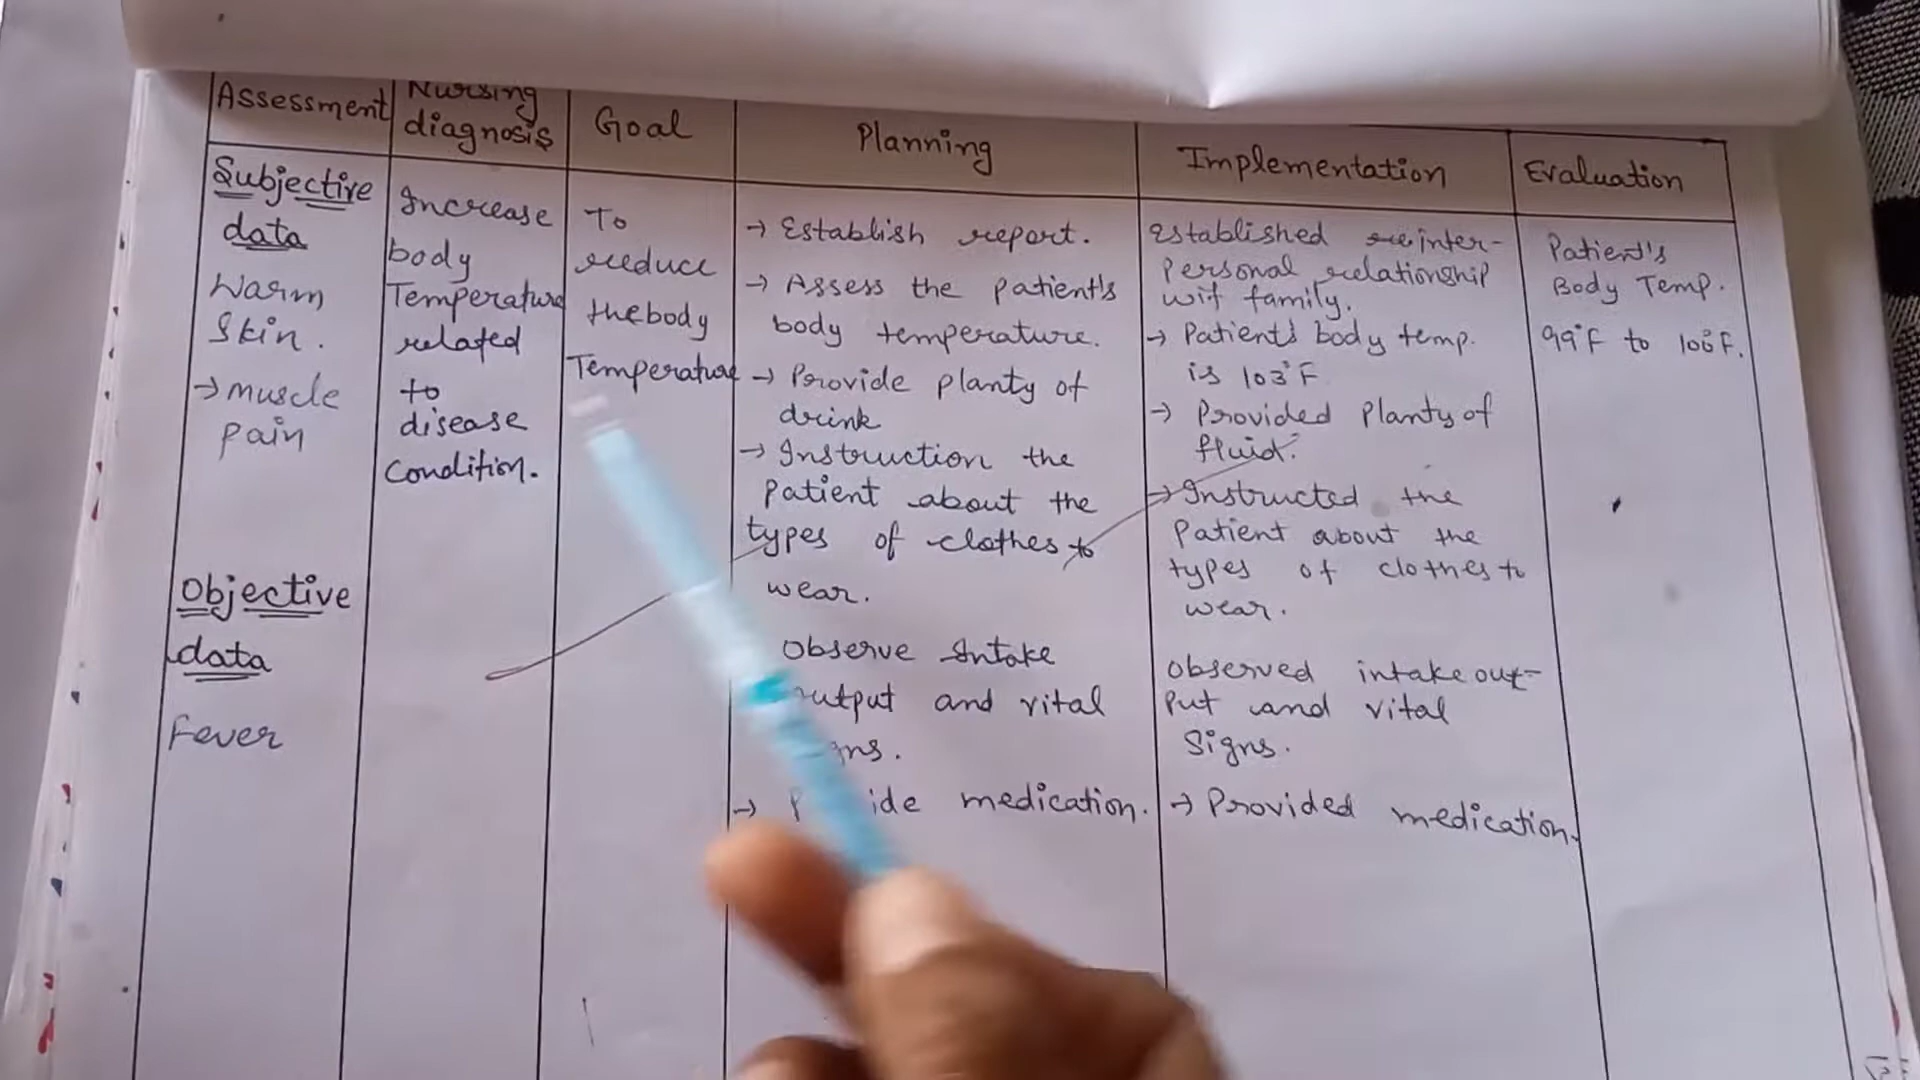 Assessment
Nursing
diagnosis
Goal
Planning
Implementation
Evaluation
Subjective
data
Warm
Skin.
→ muscle
pain
Objective
data
Fever
Increase
body
Temperature
related
to
disease
Condition.
To
reduce
the body
Temperature
→ Establish report.
→ Assess the patient's
body temperature.
→ Provide planty of
drink
→ Instruction the
patient about the
types of clothes to
wear.
Observe Intake
and vital
→ medication.
Established inter-
personal relationship
wit family.
→ Patient's body temp.
is 103°F
→ Provided Planty of
fluid.
→ Instructed the
Patient about the
types of clothes to
wear.
Observed intake out-
put and vital
Signs.
→ Provided medication.
Patient's
Body Temp.
99°F to 100°F.